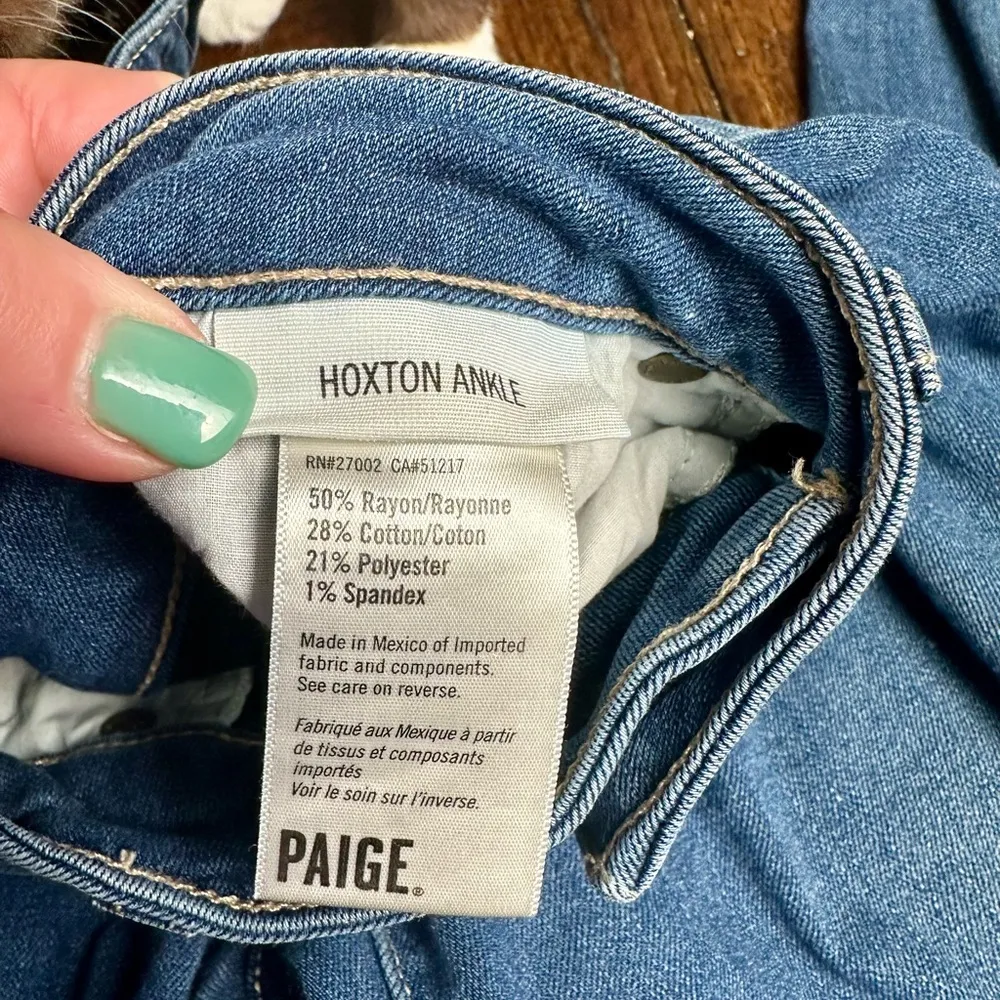 HOXTON ANKLE
RN#27002 CA#51217
50% Rayon/Rayonne
28% Cotton/Coton
21% Polyester
1% Spandex
Made in Mexico of Imported
fabric and components.
See care on reverse.
Fabriqué aux Mexique à partir
de tissus et composants
importés
Voir le soin sur l'inverse.
PAIGE®